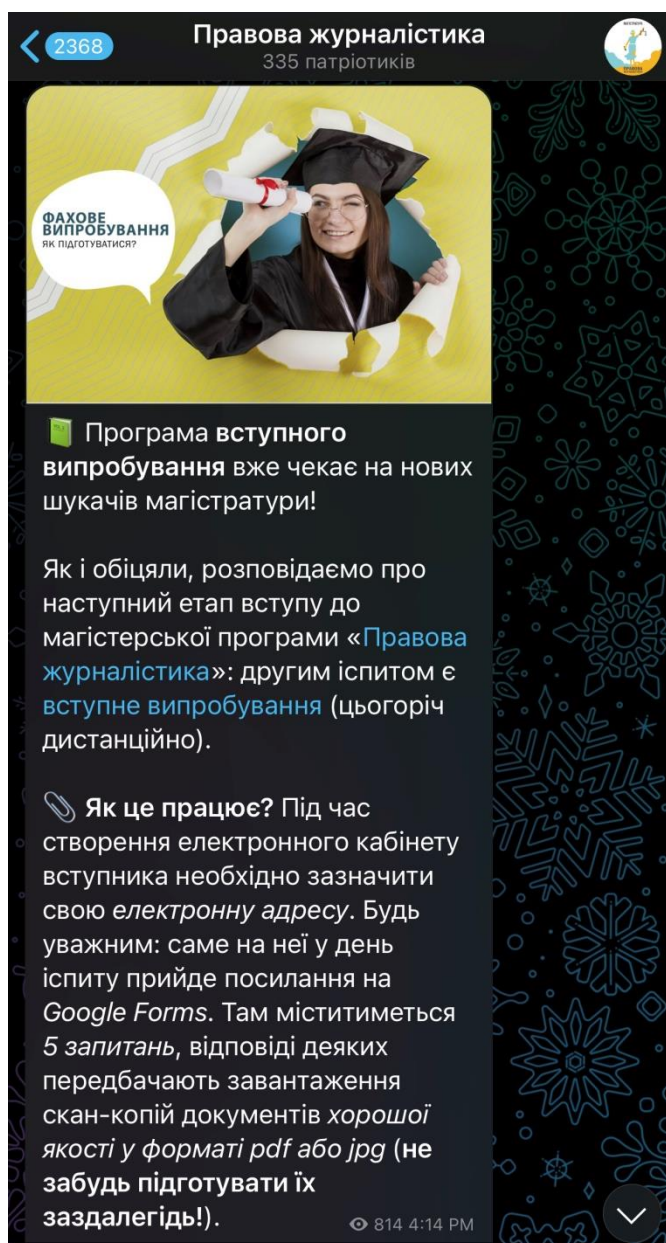 2368
Правова журналістика
335 патріотиків
ФАХОВЕ
ВИПРОБУВАННЯ
ЯК ПІДГОТУВАТИСЯ?
📗 Програма вступного
випробування вже чекає на нових
шукачів магістратури!
Як і обіцяли, розповідаємо про
наступний етап вступу до
магістерської програми «Правова
журналістика»: другим іспитом є
вступне випробування (цьогоріч
дистанційно).
📎 Як це працює? Під час
створення електронного кабінету
вступника необхідно зазначити
свою електронну адресу. Будь
уважним: саме на неї у день
іспиту прийде посилання на
Google Forms. Там міститиметься
5 запитань, відповіді деяких
передбачають завантаження
скан-копій документів хорошої
якості у форматі pdf або jpg (не
забудь підготувати їх
заздалегідь!).
814 4:14 PM